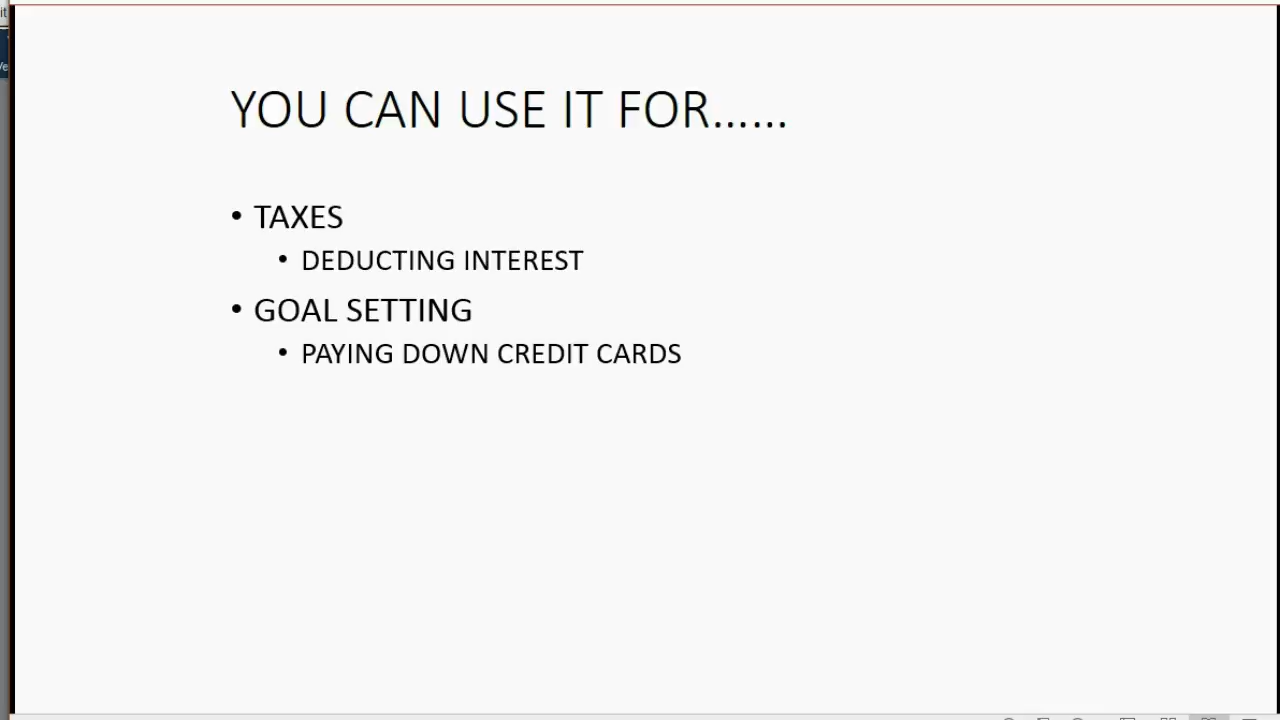 YOU CAN USE IT FOR......
• TAXES
• DEDUCTING INTEREST
• GOAL SETTING
• PAYING DOWN CREDIT CARDS